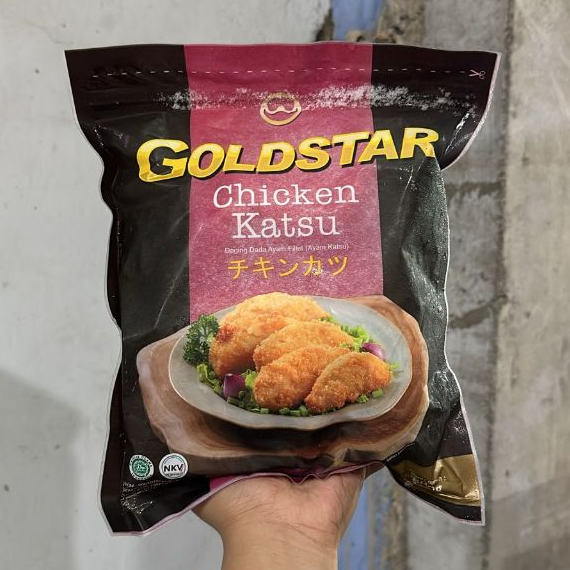 GOLDSTAR
Chicken
Katsu
Daging Dada Ayam Fillet (Ayam Katsu)
チキンカツ
NKV